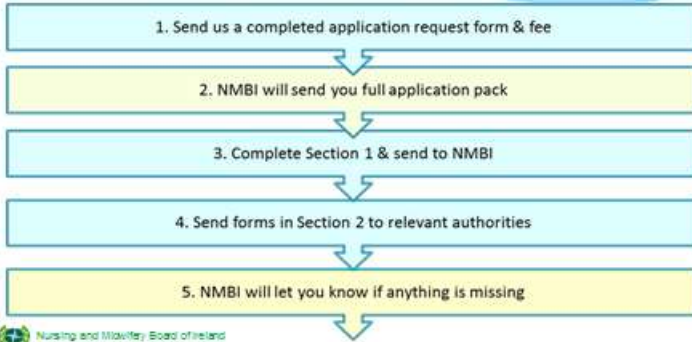 1. Send us a completed application request form & fee
2. NMBI will send you full application pack
3. Complete Section 1 & send to NMBI
4. Send forms in Section 2 to relevant authorities
5. NMBI will let you know if anything is missing
Nursing and Midwifery Board of Ireland